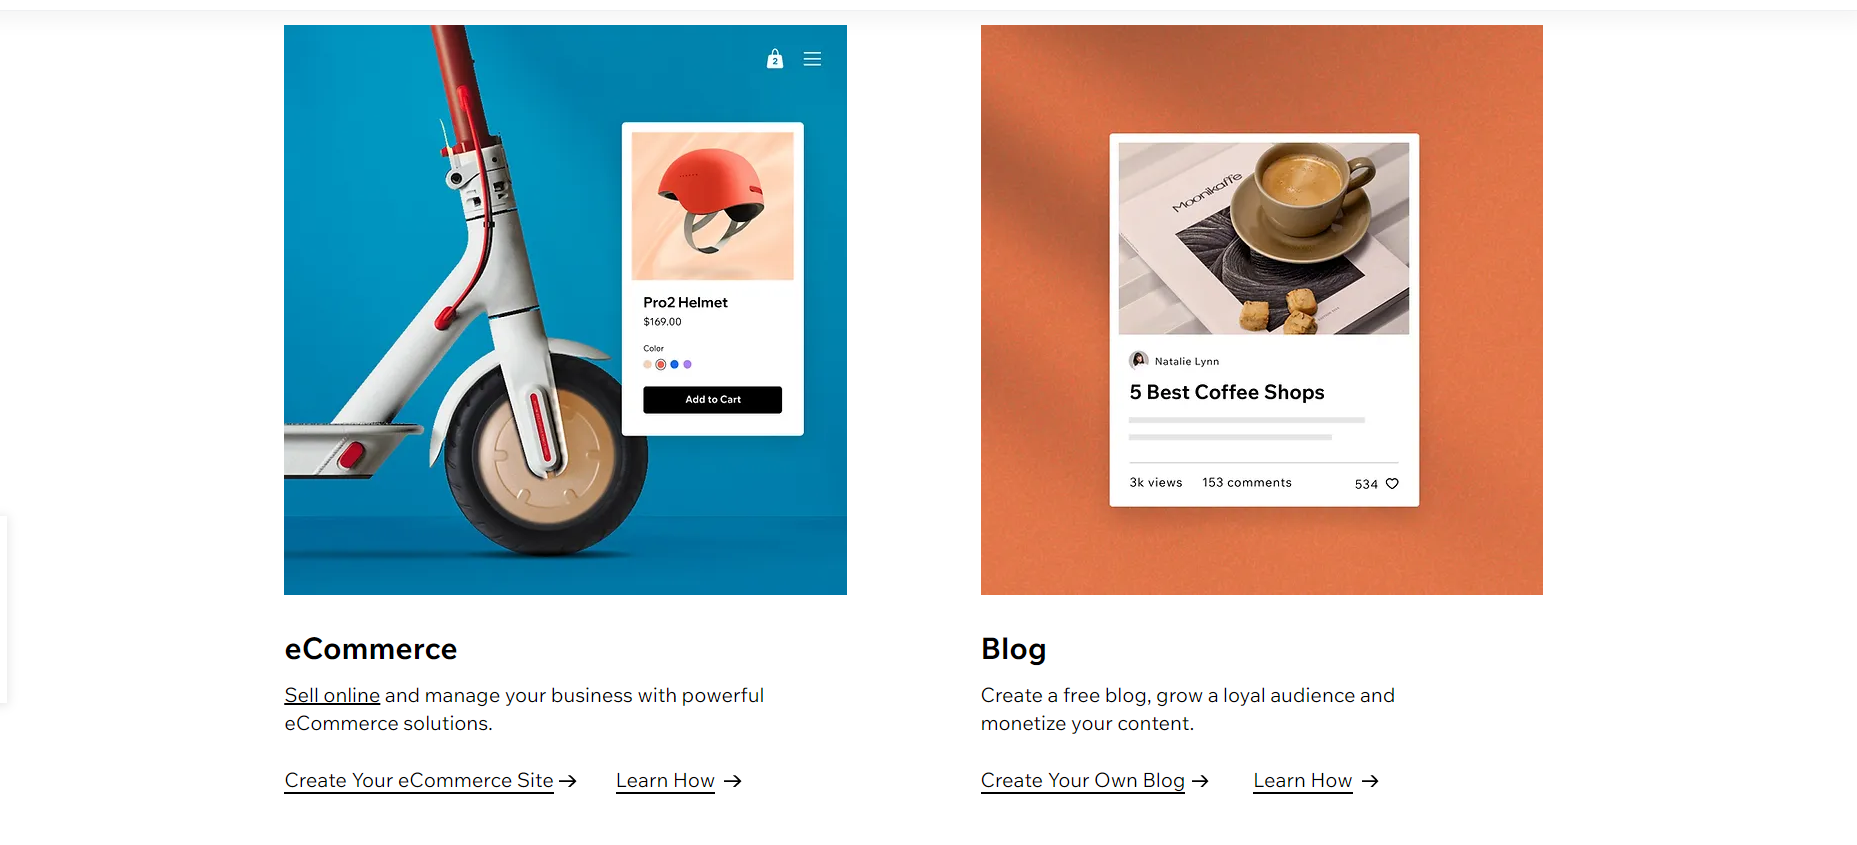 2
Pro2 Helmet
$169.00
Color
Add to Cart
Moonikaffe
Natalie Lynn
5 Best Coffee Shops
3k views 153 comments 534
eCommerce
Sell online and manage your business with powerful
eCommerce solutions.
Create Your eCommerce Site → Learn How →
Blog
Create a free blog, grow a loyal audience and
monetize your content.
Create Your Own Blog → Learn How →